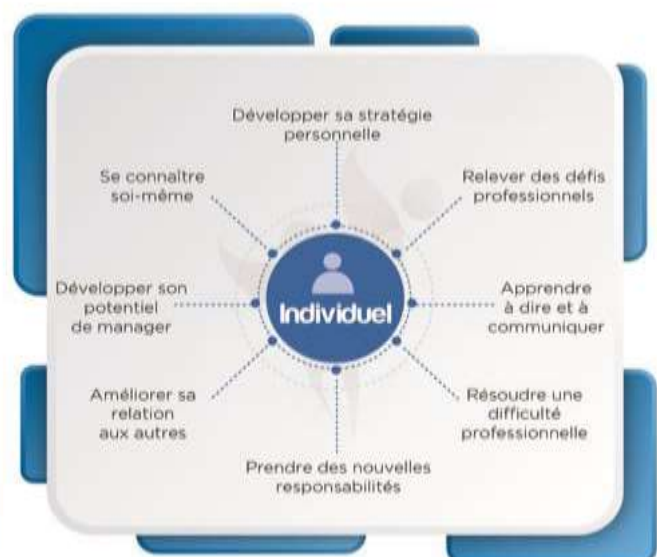 Développer sa stratégie
personnelle
Se connaître
soi-même
Relever des défis
professionnels
Développer son
potentiel
de manager
Individuel
Apprendre
à dire et à
communiquer
Améliorer sa
relation
aux autres
Résoudre une
difficulté
professionnelle
Prendre des nouvelles
responsabilités